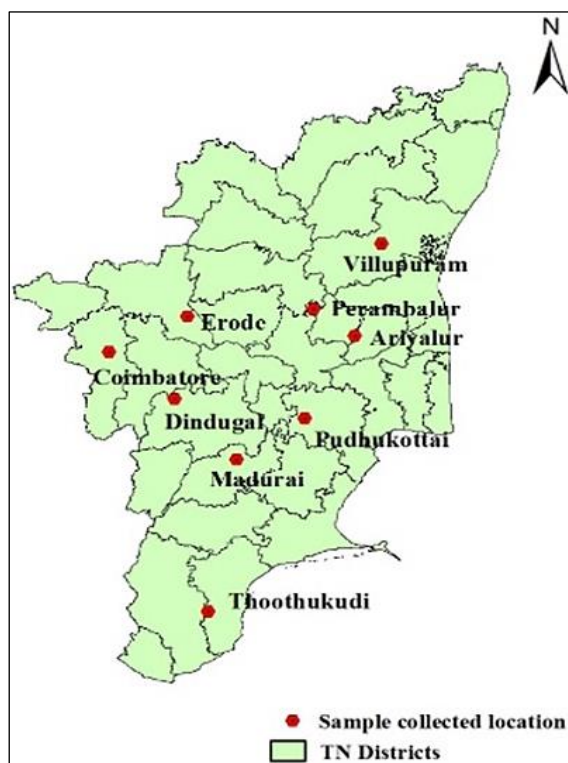 N
Villupuram
Perambalur
Erode
Ariyalur
Coimbatore
Dindugal
Pudhukottai
Madurai
Thoothukudi
Sample collected location
TN Districts